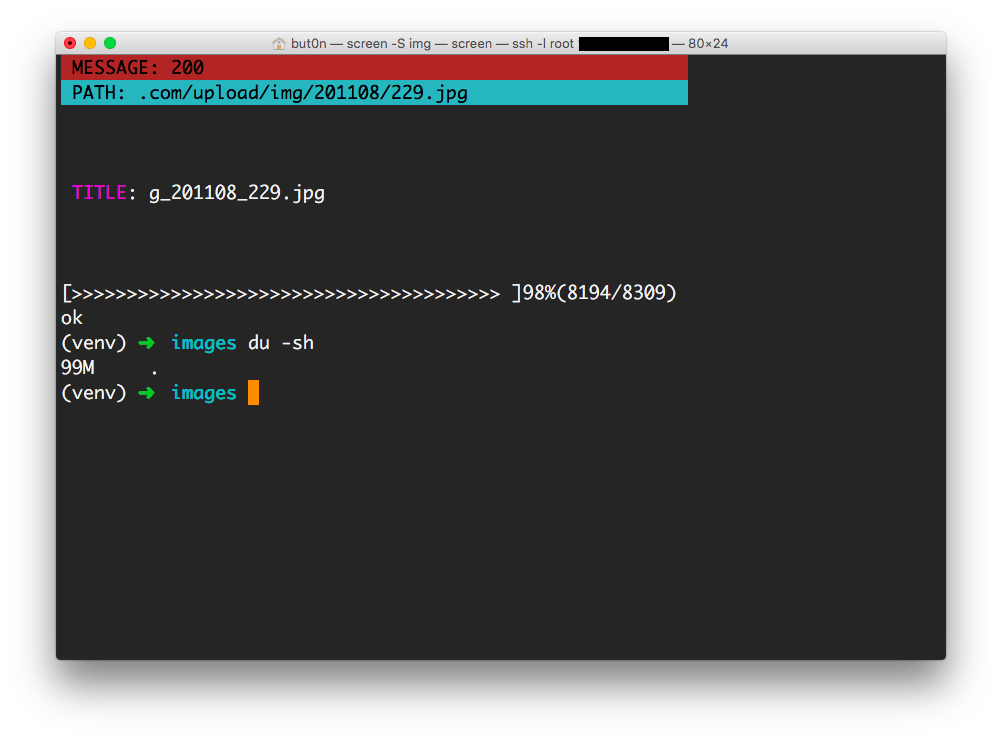 but0n — screen -S img — screen — ssh -l root — 80×24
MESSAGE: 200
PATH: .com/upload/img/201108/229.jpg
TITLE: g_201108_229.jpg
[>>>>>>>>>>>>>>>>>>>>>>>>>>>>>>>>>>>>>>> ]98%(8194/8309)
ok
(venv) ➜ images du -sh
99M .
(venv) ➜ images